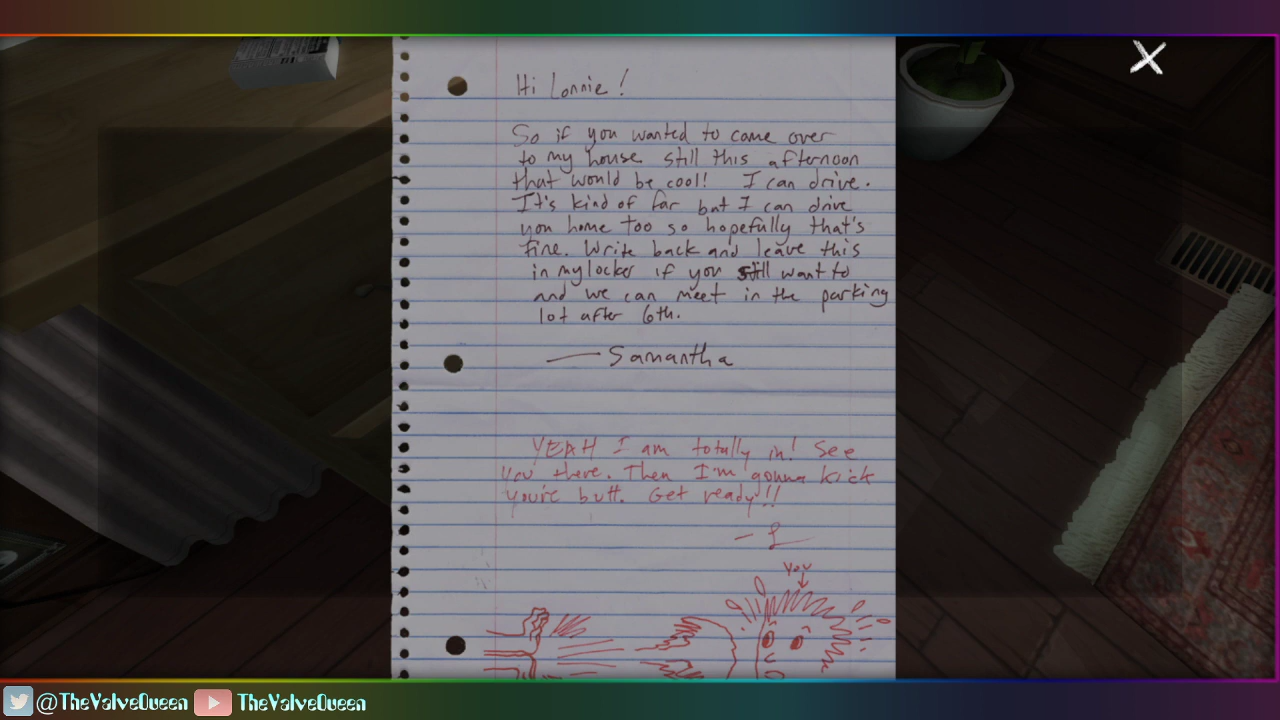 Hi Lonnie!
So if you wanted to come over
to my house still this afternoon
that would be cool! I can drive.
It's kind of far but I can drive
you home too so hopefully that's
fine. Write back and leave this
in my locker if you still want to
and we can meet in the parking
lot after 6th.
— Samantha
YEAH I am totally in! See
you there. Then I'm gonna kick
you're butt. Get ready!!
- L
you
@TheValveQueen
TheValveQueen